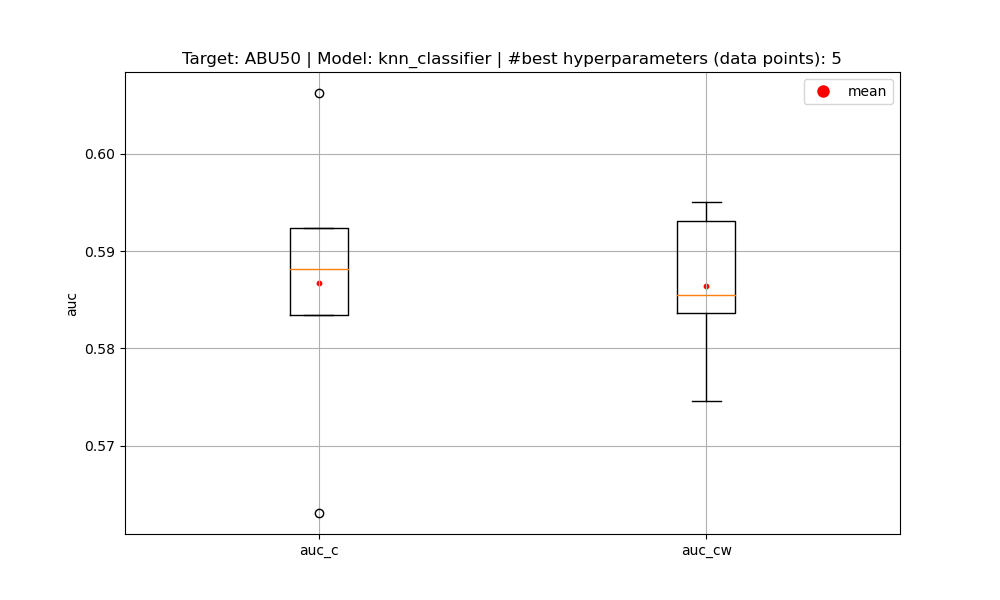 Target: ABU50 | Model: knn_classifier | #best hyperparameters (data points): 5
mean
0.60
0.59
0.58
0.57
auc
auc_c
auc_cw